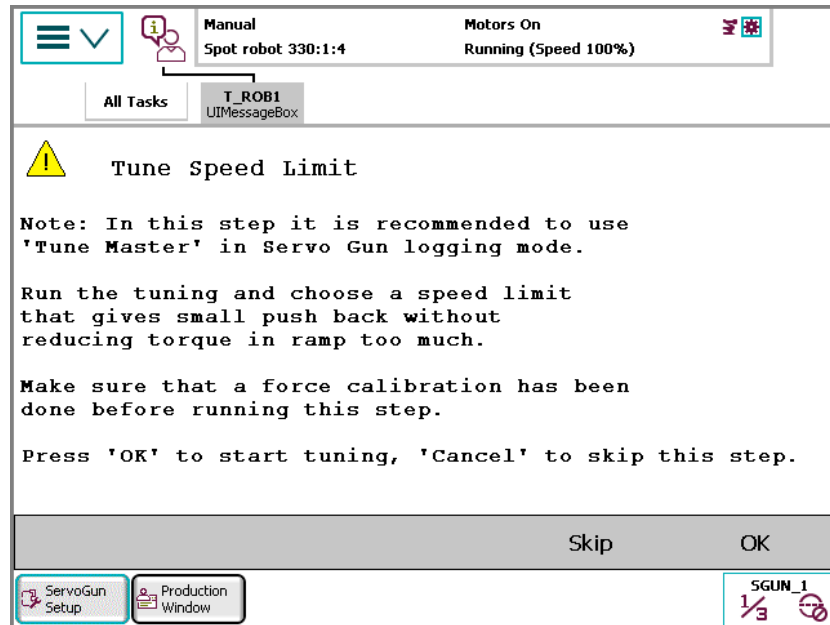 Manual
Motors On
Spot robot 330:1:4
Running (Speed 100%)
All Tasks
T_ROB1
UIMessageBox
Tune Speed Limit
Note: In this step it is recommended to use
'Tune Master' in Servo Gun logging mode.
Run the tuning and choose a speed limit
that gives small push back without
reducing torque in ramp too much.
Make sure that a force calibration has been
done before running this step.
Press 'OK' to start tuning, 'Cancel' to skip this step.
Skip
OK
ServoGun
Setup
Production
Window
SGUN_1
1/3